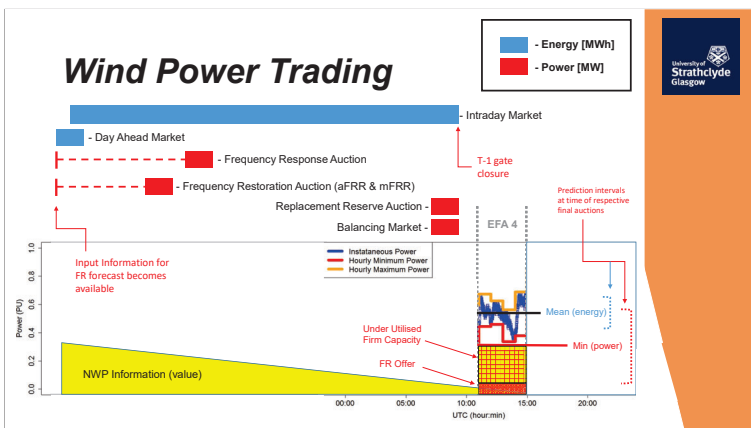 Wind Power Trading
- Energy [MWh]
- Power [MW]
University of
Strathclyde
Glasgow
- Intraday Market
- Day Ahead Market
- Frequency Response Auction
T-1 gate
closure
- Frequency Restoration Auction (aFRR & mFRR)
Replacement Reserve Auction -
Balancing Market -
EFA 4
Prediction intervals
at time of respective
final auctions
Input Information for
FR forecast becomes
available
Instataneous Power
Hourly Minimum Power
Hourly Maximum Power
Power (PU)
1.0
0.8
0.6
0.4
0.2
0.0
Mean (energy)
Under Utilised
Firm Capacity
Min (power)
FR Offer
NWP Information (value)
00:00
05:00
10:00
15:00
20:00
UTC (hour:min)